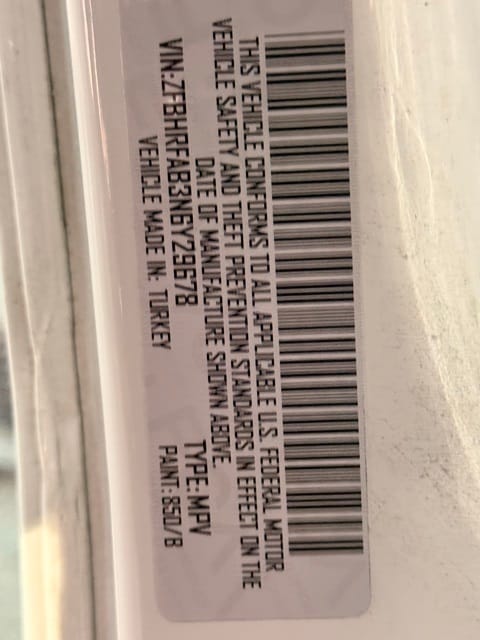 THIS VEHICLE CONFORMS TO ALL APPLICABLE U.S. FEDERAL MOTOR
VEHICLE SAFETY AND THEFT PREVENTION STANDARDS IN EFFECT ON THE
DATE OF MANUFACTURE SHOWN ABOVE.
VIN:ZFBHRFAB3N6Y29678 TYPE: MPV
VEHICLE MADE IN: TURKEY PAINT: 850/B